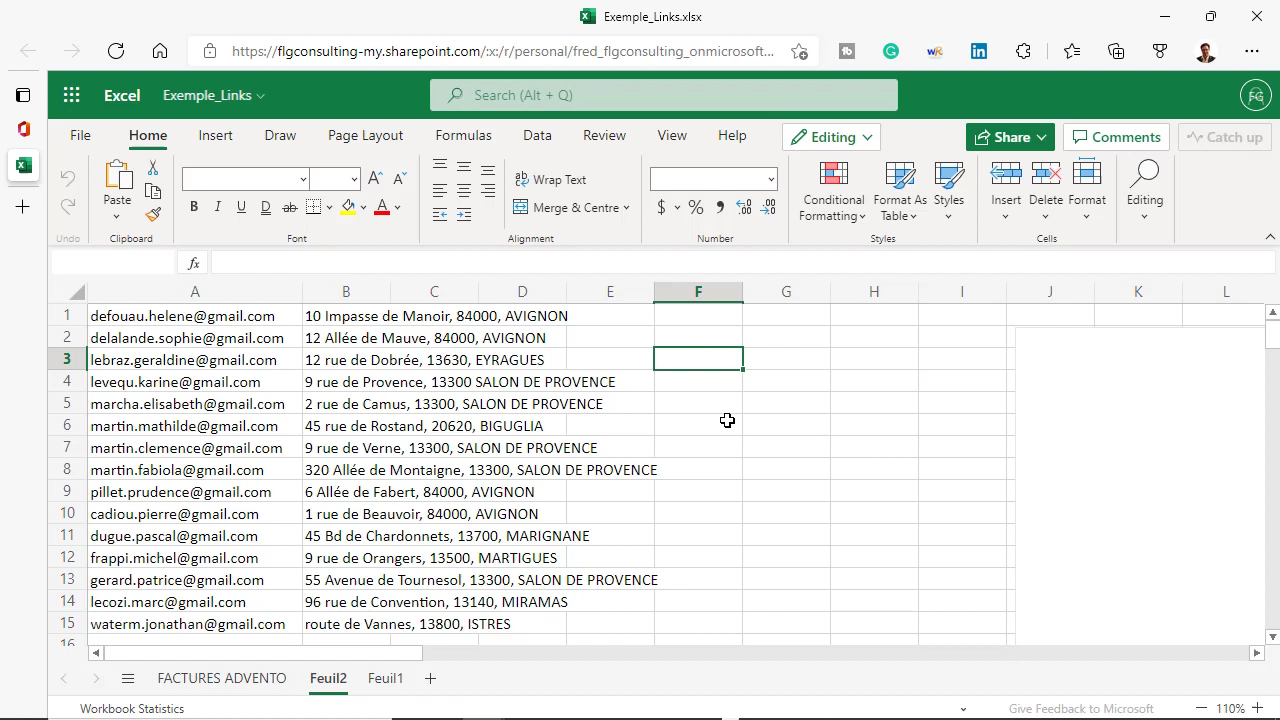 Exemple_Links.xlsx
https://flgconsulting-my.sharepoint.com/:x:/r/personal/fred_flgconsulting_onmicrosoft...
Excel Exemple_Links Search (Alt + Q) FG
File Home Insert Draw Page Layout Formulas Data Review View Help Editing Share Comments Catch up
Paste Wrap Text Merge & Centre Conditional Formatting Format As Table Styles Insert Delete Format Editing
Undo Clipboard Font Alignment Number Styles Cells
fx
A B C D E F G H I J K L
1 defouau.helene@gmail.com 10 Impasse de Manoir, 84000, AVIGNON
2 delalande.sophie@gmail.com 12 Allée de Mauve, 84000, AVIGNON
3 lebraz.geraldine@gmail.com 12 rue de Dobrée, 13630, EYRAGUES
4 levequ.karine@gmail.com 9 rue de Provence, 13300 SALON DE PROVENCE
5 marcha.elisabeth@gmail.com 2 rue de Camus, 13300, SALON DE PROVENCE
6 martin.mathilde@gmail.com 45 rue de Rostand, 20620, BIGUGLIA
7 martin.clemence@gmail.com 9 rue de Verne, 13300, SALON DE PROVENCE
8 martin.fabiola@gmail.com 320 Allée de Montaigne, 13300, SALON DE PROVENCE
9 pillet.prudence@gmail.com 6 Allée de Fabert, 84000, AVIGNON
10 cadiou.pierre@gmail.com 1 rue de Beauvoir, 84000, AVIGNON
11 dugue.pascal@gmail.com 45 Bd de Chardonnets, 13700, MARIGNANE
12 frappi.michel@gmail.com 9 rue de Orangers, 13500, MARTIGUES
13 gerard.patrice@gmail.com 55 Avenue de Tournesol, 13300, SALON DE PROVENCE
14 lecozi.marc@gmail.com 96 rue de Convention, 13140, MIRAMAS
15 waterm.jonathan@gmail.com route de Vannes, 13800, ISTRES
16
FACTURES ADVENTO Feuil2 Feuil1
Workbook Statistics Give Feedback to Microsoft 110%